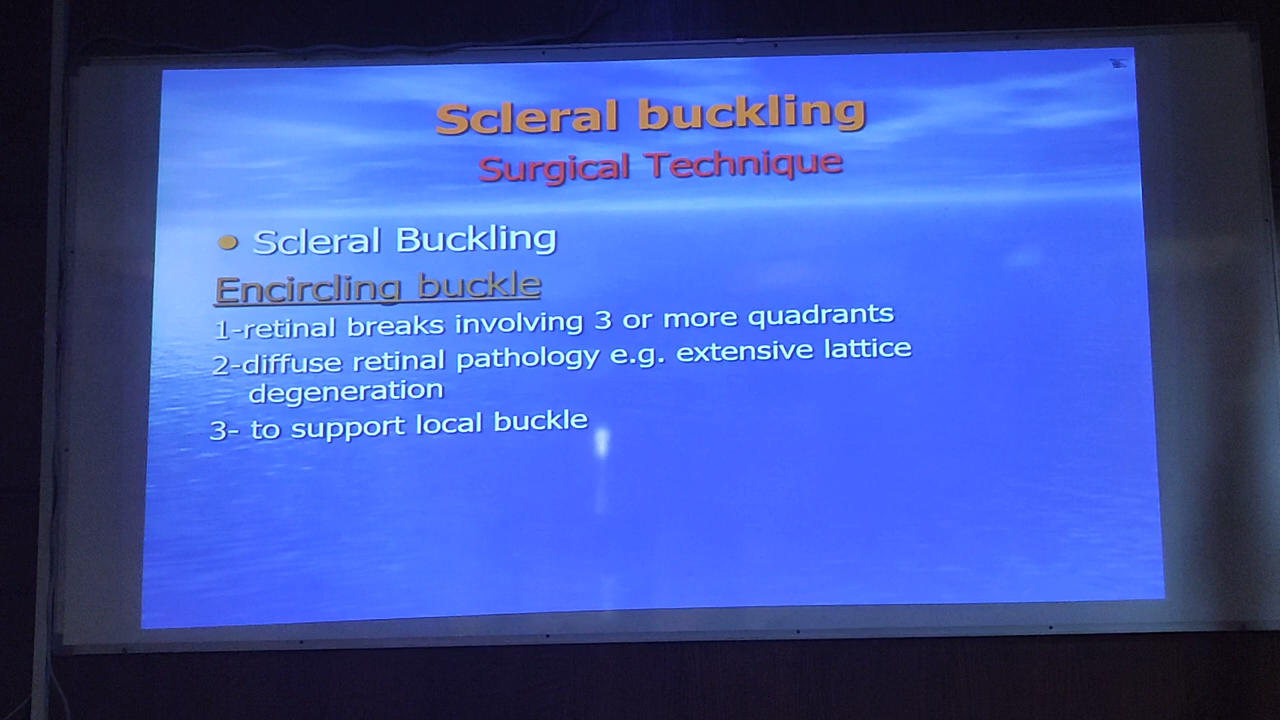 Scleral buckling
Surgical Technique
• Scleral Buckling
Encircling buckle
1-retinal breaks involving 3 or more quadrants
2-diffuse retinal pathology e.g. extensive lattice
degeneration
3- to support local buckle